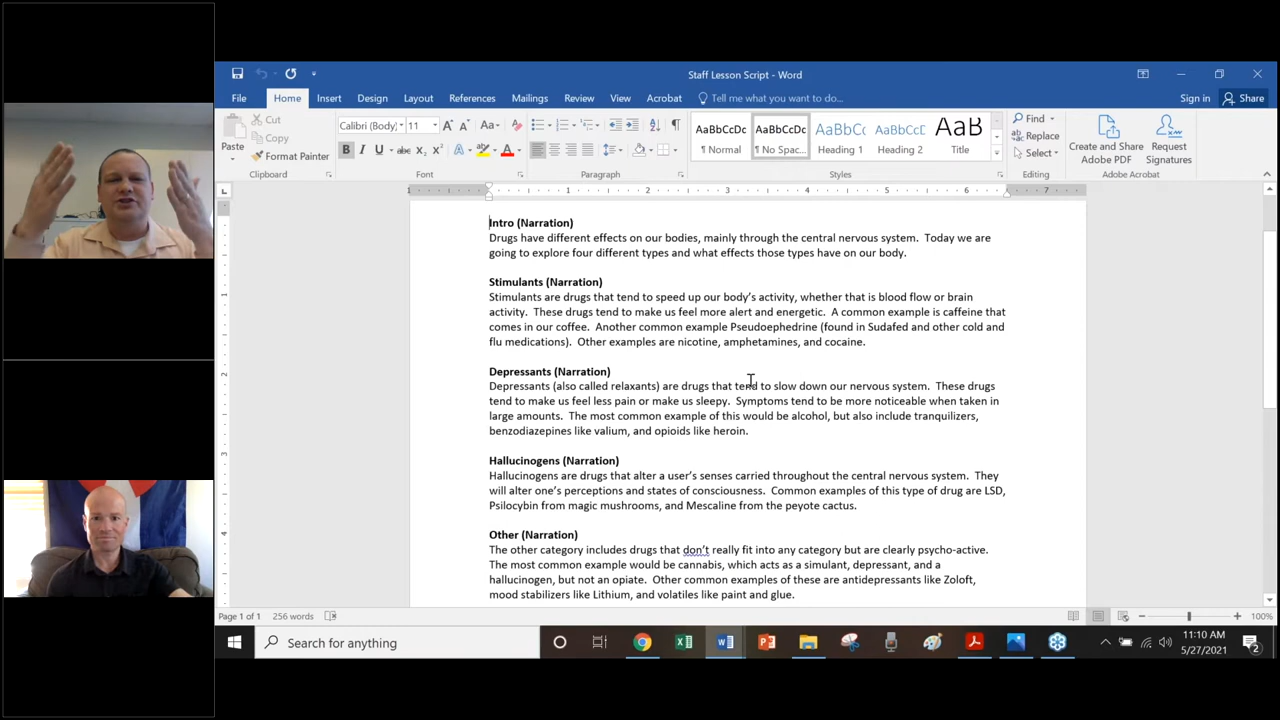 Staff Lesson Script - Word
File Home Insert Design Layout References Mailings Review View Acrobat Tell me what you want to do... Sign in Share
Paste Cut
Copy
Format Painter
Clipboard
Calibri (Body) 11
Font
Paragraph
AaBbCcDc AaBbCcDc AaBbCc AaBbCcD AaB
¶ Normal ¶ No Spac... Heading 1 Heading 2 Title
Styles
Find
Replace
Select
Editing
Create and Share Adobe PDF
Request Signatures
Adobe Acrobat
1 1 2 3 4 5 6 7
1
2
3
4
Intro (Narration)
Drugs have different effects on our bodies, mainly through the central nervous system. Today we are
going to explore four different types and what effects those types have on our body.
Stimulants (Narration)
Stimulants are drugs that tend to speed up our body's activity, whether that is blood flow or brain
activity. These drugs tend to make us feel more alert and energetic. A common example is caffeine that
comes in our coffee. Another common example Pseudoephedrine (found in Sudafed and other cold and
flu medications). Other examples are nicotine, amphetamines, and cocaine.
Depressants (Narration)
Depressants (also called relaxants) are drugs that tend to slow down our nervous system. These drugs
tend to make us feel less pain or make us sleepy. Symptoms tend to be more noticeable when taken in
large amounts. The most common example of this would be alcohol, but also include tranquilizers,
benzodiazepines like valium, and opioids like heroin.
Hallucinogens (Narration)
Hallucinogens are drugs that alter a user's senses carried throughout the central nervous system. They
will alter one's perceptions and states of consciousness. Common examples of this type of drug are LSD,
Psilocybin from magic mushrooms, and Mescaline from the peyote cactus.
Other (Narration)
The other category includes drugs that don't really fit into any category but are clearly psycho-active.
The most common example would be cannabis, which acts as a simulant, depressant, and a
hallucinogen, but not an opiate. Other common examples of these are antidepressants like Zoloft,
mood stabilizers like Lithium, and volatiles like paint and glue.
Page 1 of 1 256 words 100%
Search for anything
11:10 AM
5/27/2021
2